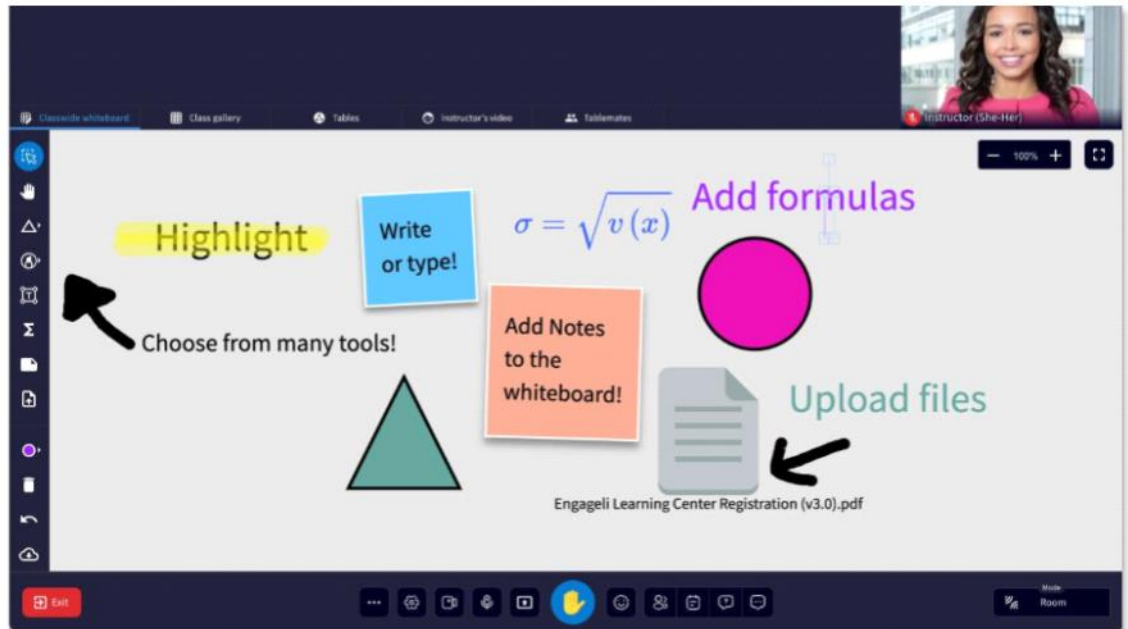 Classwide whiteboard
Class gallery
Tables
Instructor's video
Tablemates
Instructor (She-Her)
100%
Highlight
Write
or type!
σ = √v(x)
Add formulas
Choose from many tools!
Add Notes
to the
whiteboard!
Upload files
Engageli Learning Center Registration (v3.0).pdf
Exit
Mode
Room